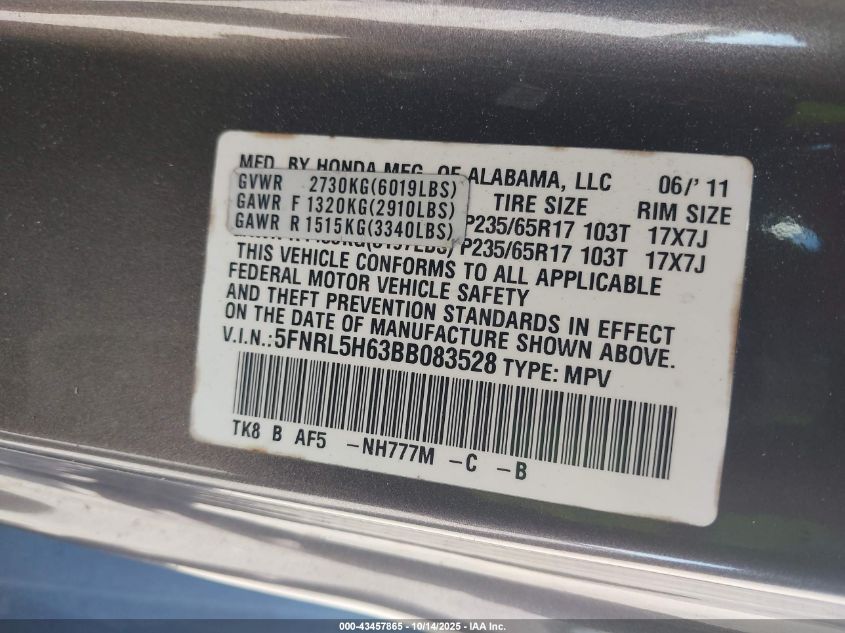 MFD. BY HONDA MFG. OF ALABAMA, LLC 06/' 11
GVWR 2730KG(6019LBS) TIRE SIZE RIM SIZE
GAWR F 1320KG(2910LBS) P235/65R17 103T 17X7J
GAWR R 1515KG(3340LBS) P235/65R17 103T 17X7J
THIS VEHICLE CONFORMS TO ALL APPLICABLE
FEDERAL MOTOR VEHICLE SAFETY
AND THEFT PREVENTION STANDARDS IN EFFECT
ON THE DATE OF MANUFACTURE SHOWN ABOVE.
V.I.N.:5FNRL5H63BB083528 TYPE: MPV
TK8 B AF5 -NH777M -C -B
000-43457865 - 10/14/2025 - IAA Inc.